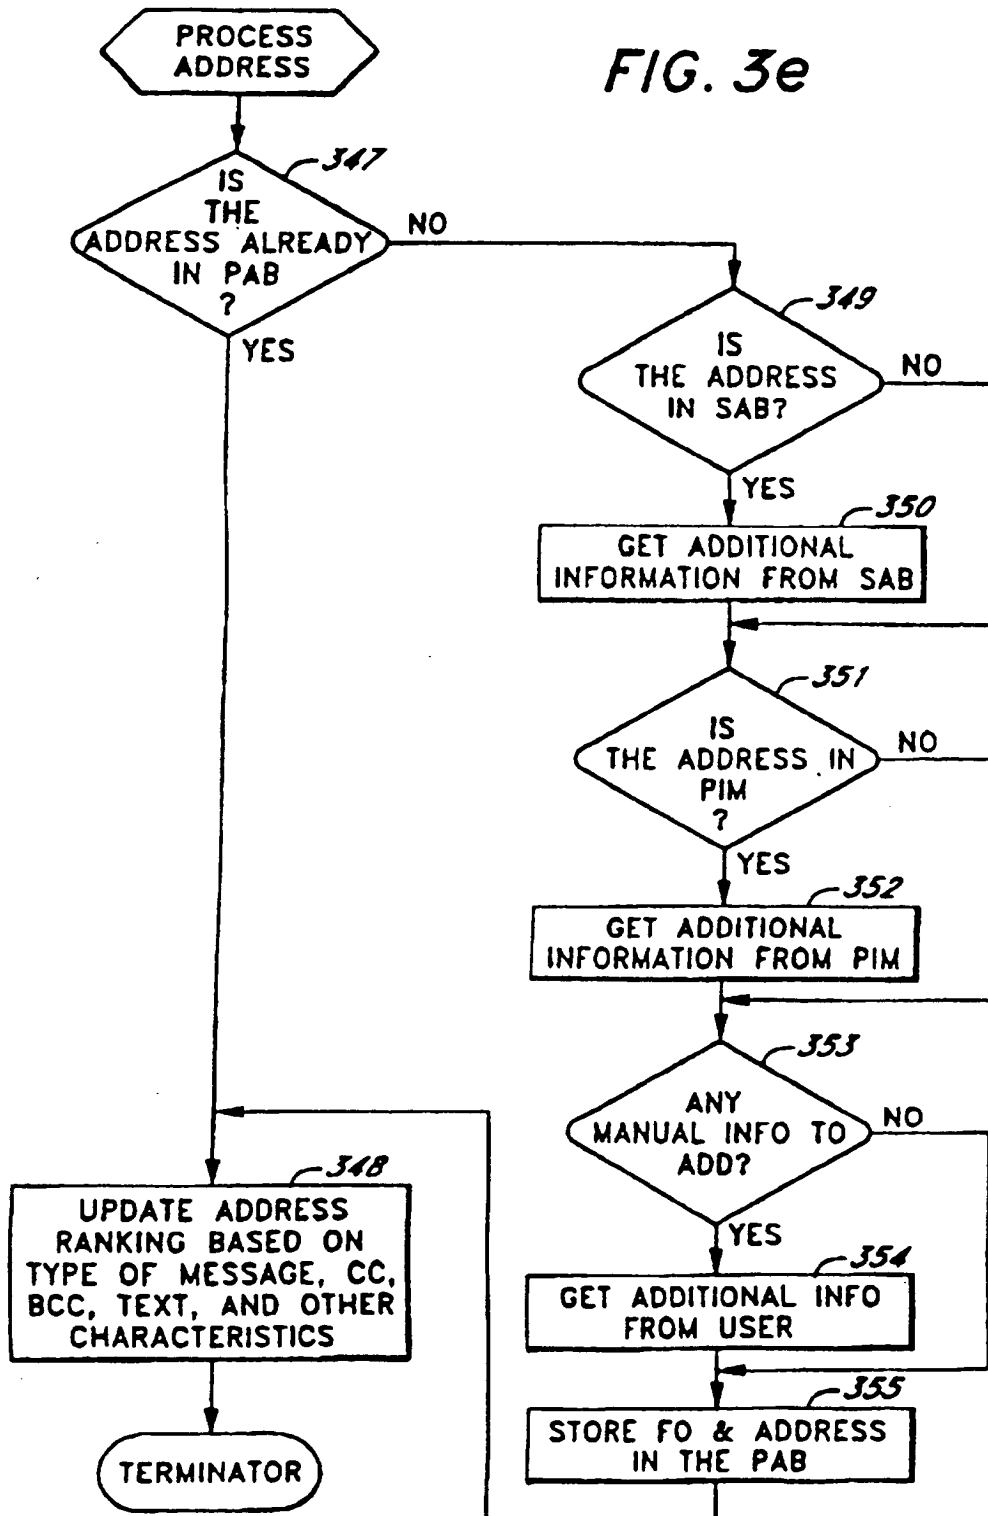 PROCESS
ADDRESS
FIG. 3e
347
IS
THE
ADDRESS ALREADY
IN PAB
?
NO
YES
349
IS
THE ADDRESS
IN SAB?
NO
YES
350
GET ADDITIONAL
INFORMATION FROM SAB
351
IS
THE ADDRESS IN
PIM
?
NO
YES
352
GET ADDITIONAL
INFORMATION FROM PIM
353
ANY
MANUAL INFO TO
ADD?
NO
YES
354
GET ADDITIONAL INFO
FROM USER
355
STORE FO & ADDRESS
IN THE PAB
348
UPDATE ADDRESS
RANKING BASED ON
TYPE OF MESSAGE, CC,
BCC, TEXT, AND OTHER
CHARACTERISTICS
TERMINATOR